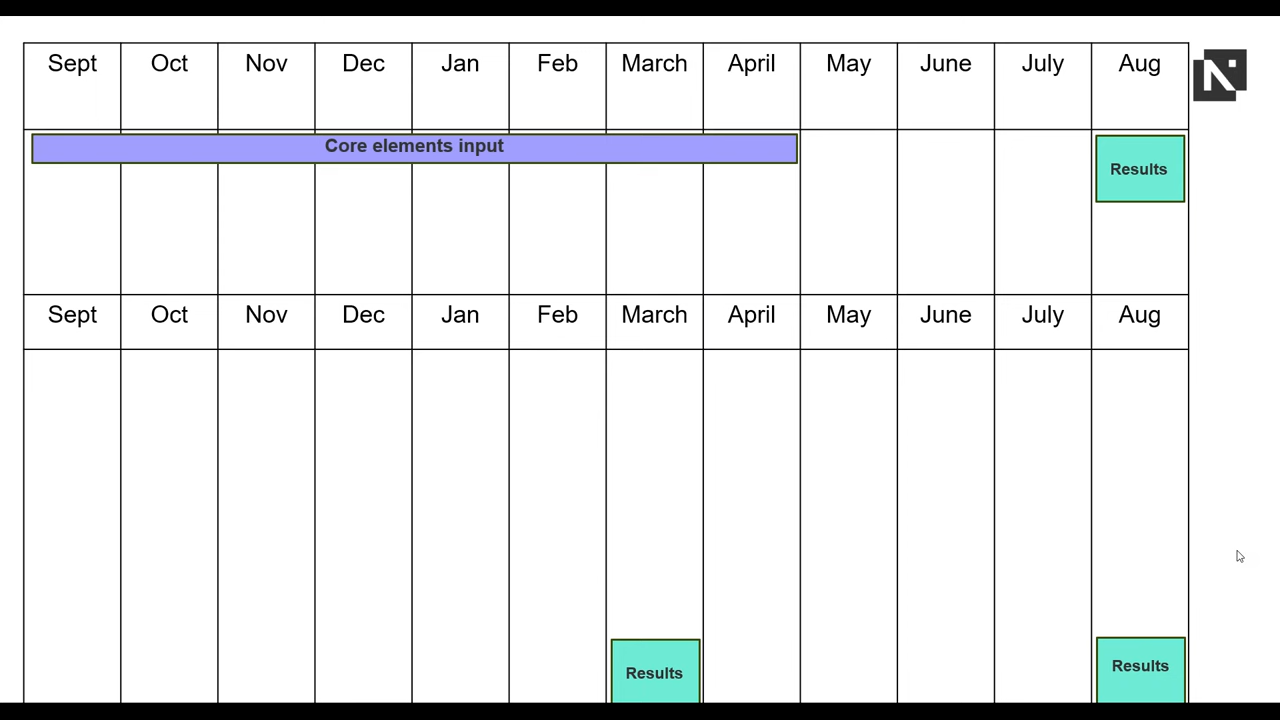 Sept Oct Nov Dec Jan Feb March April May June July Aug
Core elements input
Results
Sept Oct Nov Dec Jan Feb March April May June July Aug
Results Results